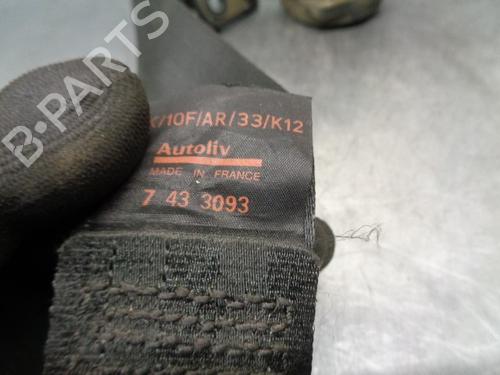 /10F/AR/33/K12
Autoliv
MADE IN FRANCE
7 43 3093
B-PARTS